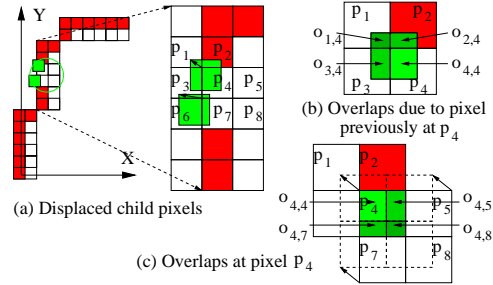 Y
X
p1
p2
p3
p4
p5
p6
p7
p8
(a) Displaced child pixels
p1
p2
o1,4
o2,4
o3,4
o4,4
p3
p4
(b) Overlaps due to pixel
previously at p4
p1
p2
p4
p5
o4,4
o4,5
o4,7
o4,8
p7
p8
(c) Overlaps at pixel p4